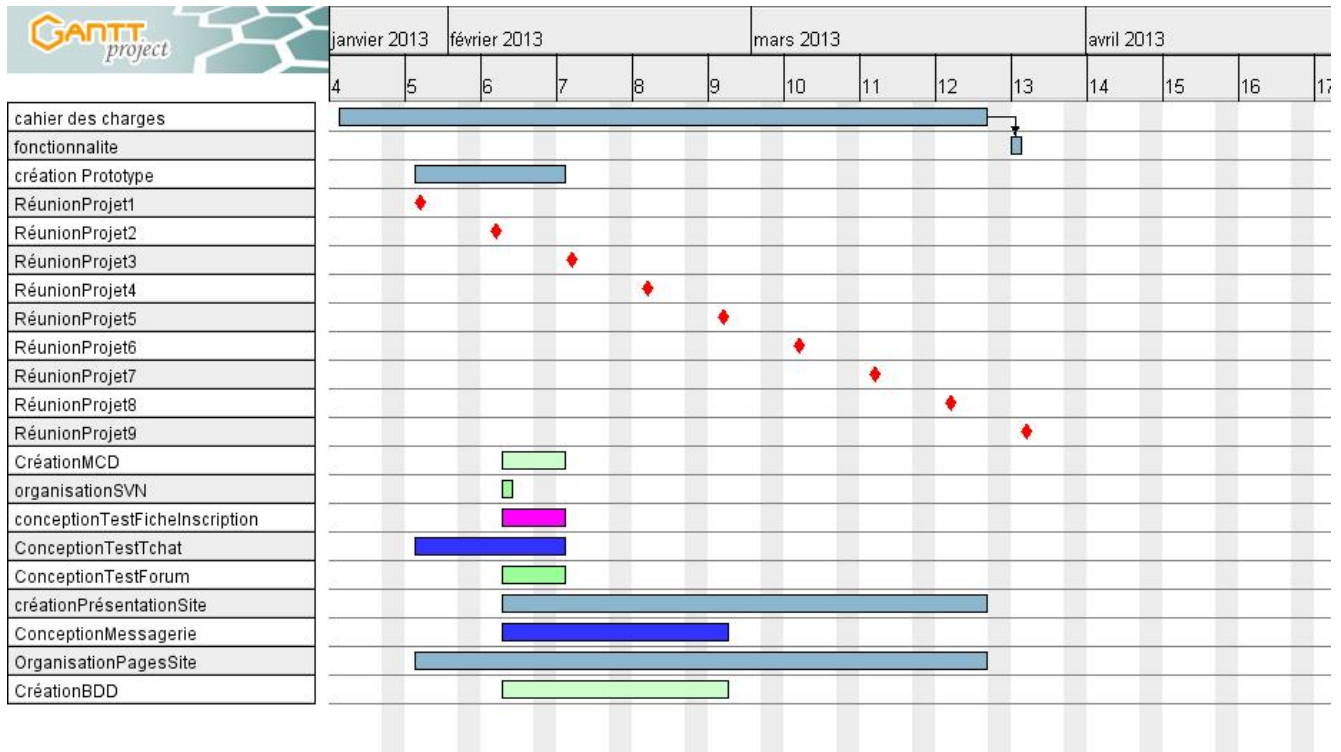 GANTT
project
janvier 2013 février 2013 mars 2013 avril 2013
4 5 6 7 8 9 10 11 12 13 14 15 16 17
cahier des charges
fonctionnalite
création Prototype
RéunionProjet1
RéunionProjet2
RéunionProjet3
RéunionProjet4
RéunionProjet5
RéunionProjet6
RéunionProjet7
RéunionProjet8
RéunionProjet9
CréationMCD
organisationSVN
conceptionTestFicheInscription
ConceptionTestTchat
ConceptionTestForum
créationPrésentationSite
ConceptionMessagerie
OrganisationPagesSite
CréationBDD